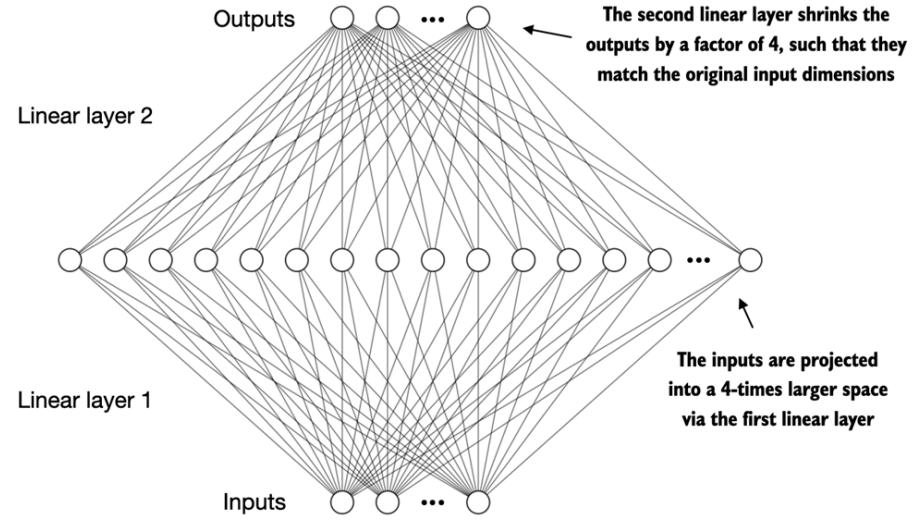 Outputs
The second linear layer shrinks the
outputs by a factor of 4, such that they
match the original input dimensions
Linear layer 2
The inputs are projected
into a 4-times larger space
via the first linear layer
Linear layer 1
Inputs